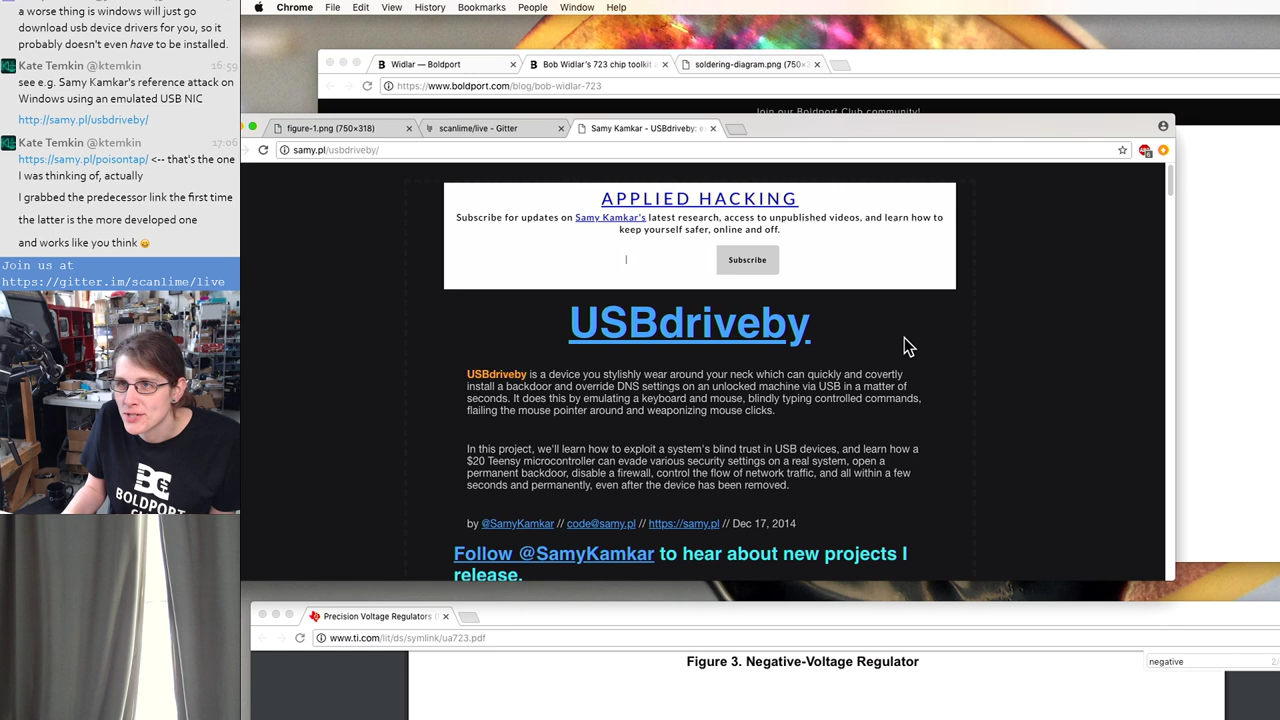 a worse thing is windows will just go
download usb device drivers for you, so it
probably doesn't even have to be installed.
Kate Temkin @ktemkin 16:59
see e.g. Samy Kamkar's reference attack on
Windows using an emulated USB NIC
http://samy.pl/usbdriveby/
Kate Temkin @ktemkin 17:06
https://samy.pl/poisontap/ <-- that's the one
I was thinking of, actually
I grabbed the predecessor link the first time
the latter is the more developed one
and works like you think
Join us at
https://gitter.im/scanlime/live
BOLDPORT
Chrome File Edit View History Bookmarks People Window Help
Widlar — Boldport
Bob Widlar's 723 chip toolkit
soldering-diagram.png (750×3
https://www.boldport.com/blog/bob-widlar-723
Join our Boldport Club community!
figure-1.png (750×318)
scanlime/live - Gitter
Samy Kamkar - USBdriveby:
samy.pl/usbdriveby/
APPLIED HACKING
Subscribe for updates on Samy Kamkar's latest research, access to unpublished videos, and learn how to
keep yourself safer, online and off.
Subscribe
USBdriveby
USBdriveby is a device you stylishly wear around your neck which can quickly and covertly
install a backdoor and override DNS settings on an unlocked machine via USB in a matter of
seconds. It does this by emulating a keyboard and mouse, blindly typing controlled commands,
flailing the mouse pointer around and weaponizing mouse clicks.
In this project, we'll learn how to exploit a system's blind trust in USB devices, and learn how a
$20 Teensy microcontroller can evade various security settings on a real system, open a
permanent backdoor, disable a firewall, control the flow of network traffic, and all within a few
seconds and permanently, even after the device has been removed.
by @SamyKamkar // code@samy.pl // https://samy.pl // Dec 17, 2014
Follow @SamyKamkar to hear about new projects I
release.
Precision Voltage Regulators
www.ti.com/lit/ds/symlink/ua723.pdf
Figure 3. Negative-Voltage Regulator
negative